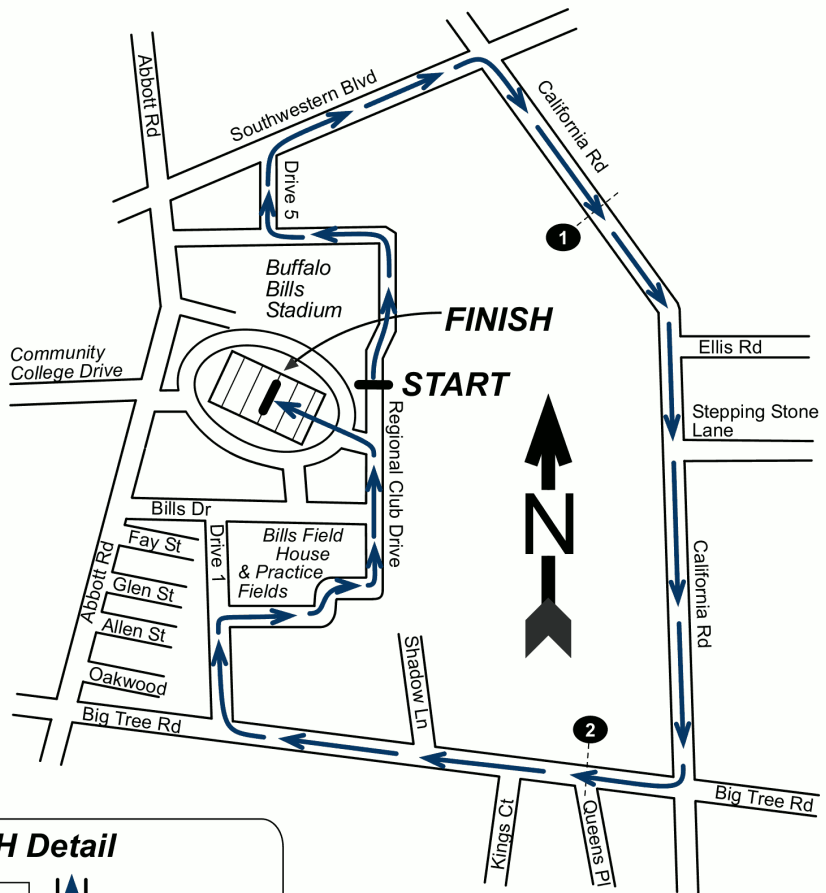 Abbott Rd
Southwestern Blvd
California Rd
Drive 5
1
Buffalo
Bills
Stadium
FINISH
Community
College Drive
START
Ellis Rd
Stepping Stone
Lane
Regional Club Drive
N
Bills Dr
Drive 1
Bills Field
House
& Practice
Fields
Fay St
Abbott Rd
Glen St
Allen St
California Rd
Oakwood
Shadow Ln
Big Tree Rd
2
Big Tree Rd
Kings Ct
Queens Pl
H Detail